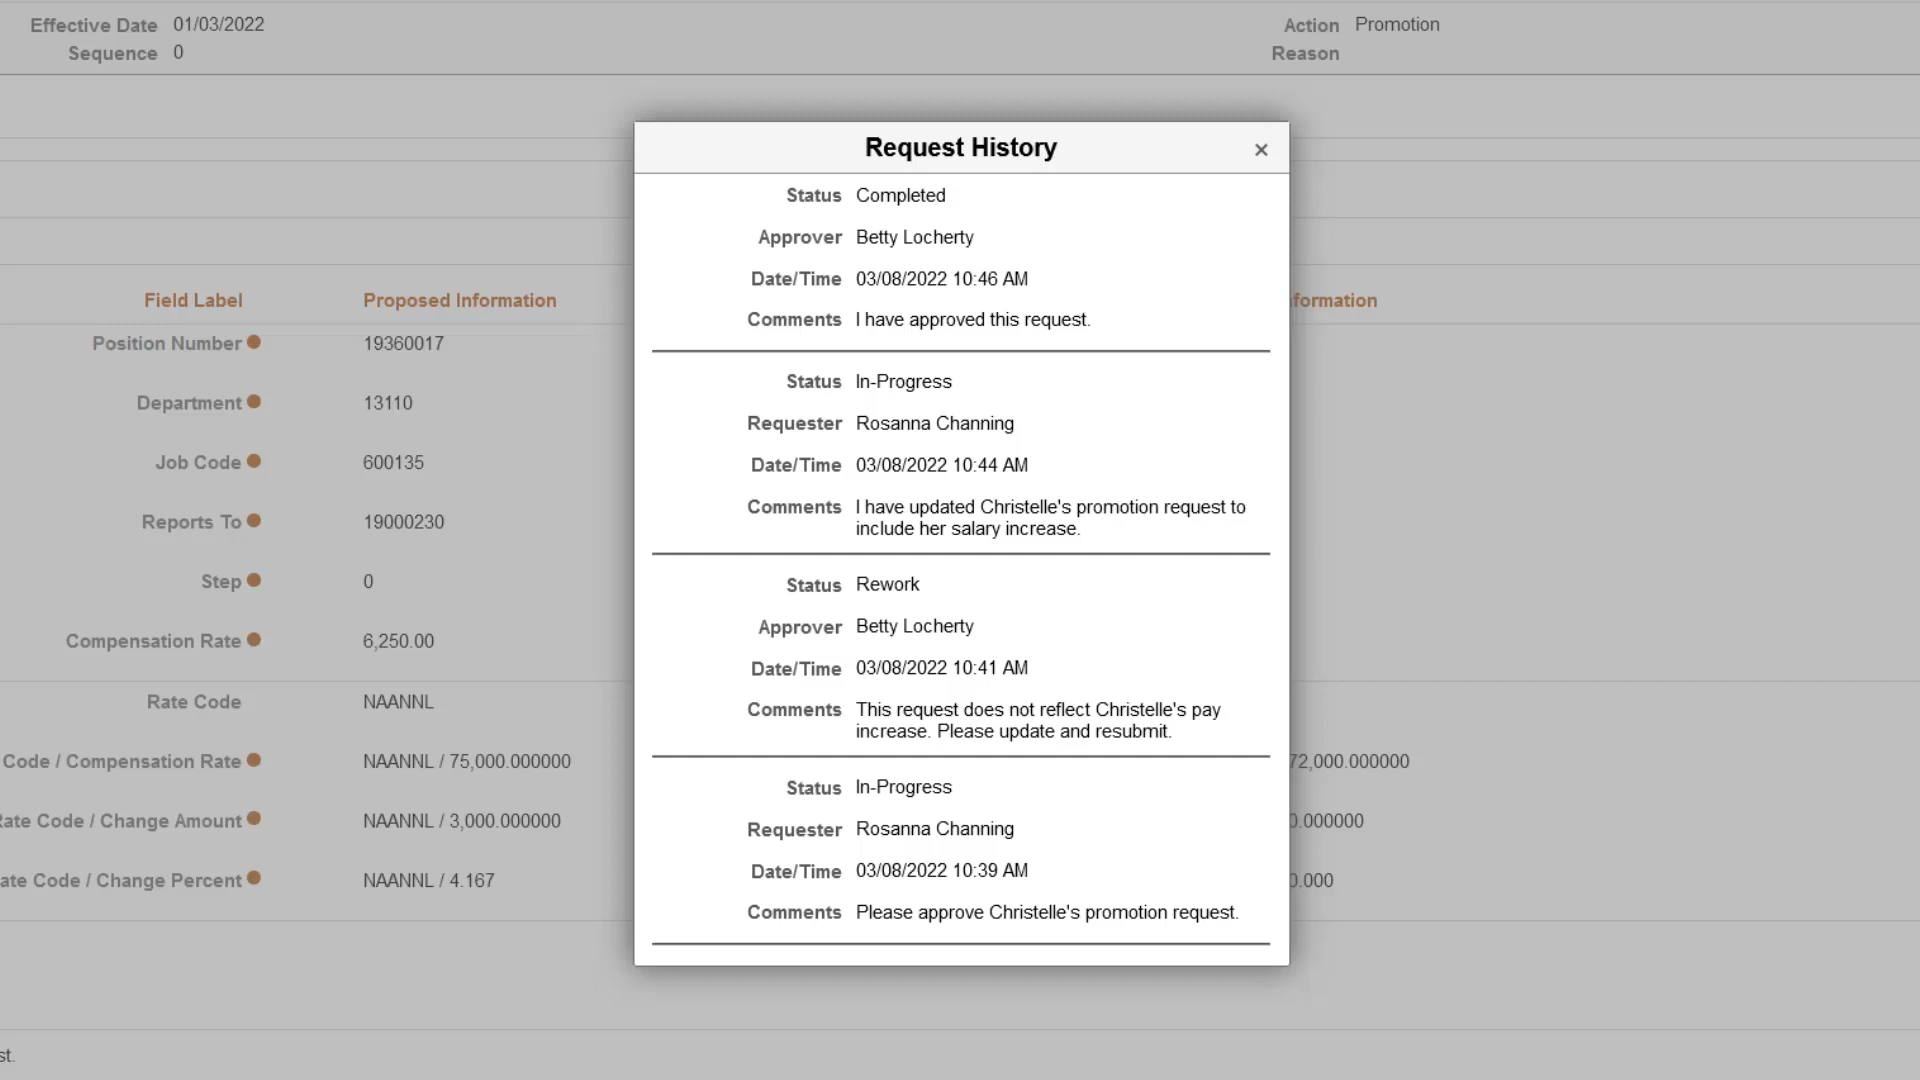 Effective Date 01/03/2022 Action Promotion
Sequence 0 Reason
Request History ×
Status Completed
Approver Betty Locherty
Date/Time 03/08/2022 10:46 AM
Comments I have approved this request.
Status In-Progress
Requester Rosanna Channing
Date/Time 03/08/2022 10:44 AM
Comments I have updated Christelle's promotion request to
include her salary increase.
Status Rework
Approver Betty Locherty
Date/Time 03/08/2022 10:41 AM
Comments This request does not reflect Christelle's pay
increase. Please update and resubmit.
Status In-Progress
Requester Rosanna Channing
Date/Time 03/08/2022 10:39 AM
Comments Please approve Christelle's promotion request.
Field Label Proposed Information nformation
Position Number 19360017
Department 13110
Job Code 600135
Reports To 19000230
Step 0
Compensation Rate 6,250.00
Rate Code NAANNL
Code / Compensation Rate NAANNL / 75,000.000000 72,000.000000
ate Code / Change Amount NAANNL / 3,000.000000 0.000000
ate Code / Change Percent NAANNL / 4.167 0.000
st.